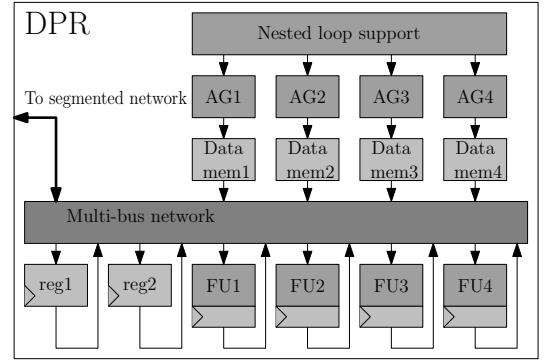 DPR
Nested loop support
To segmented network
AG1 AG2 AG3 AG4
Data mem1
Data mem2
Data mem3
Data mem4
Multi-bus network
reg1 reg2 FU1 FU2 FU3 FU4